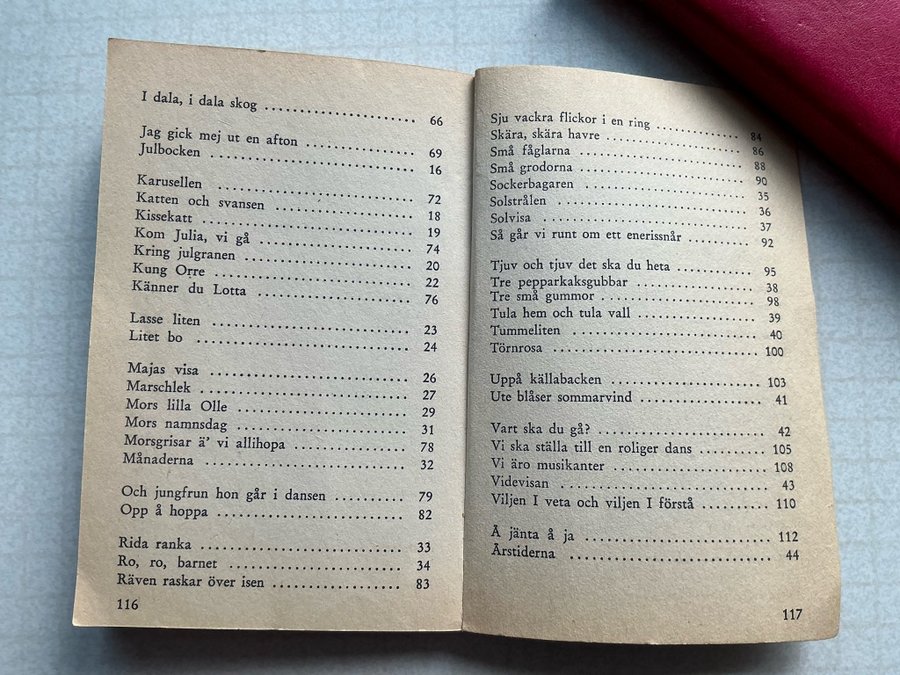 I dala, i dala skog ........................ 66
Jag gick mej ut en afton .................. 69
Julbocken .................................. 16
Karusellen ................................. 72
Katten och svansen ........................ 18
Kissekatt .................................. 19
Kom Julia, vi gå .......................... 74
Kring julgranen ........................... 20
Kung Orre .................................. 22
Känner du Lotta ........................... 76
Lasse liten ................................ 23
Litet bo ................................... 24
Majas visa ................................. 26
Marschlek .................................. 27
Mors lilla Olle ............................ 29
Mors namnsdag ............................. 31
Morsgrisar ä' vi allihopa .................. 78
Månaderna .................................. 32
Och jungfrun hon går i dansen ............ 79
Opp å hoppa ............................... 82
Rida ranka ................................. 33
Ro, ro, barnet ............................. 34
Räven raskar över isen .................... 83
116
Sju vackra flickor i en ring ............... 84
Skära, skära havre ......................... 86
Små fåglarna ............................... 88
Små grodorna ............................... 90
Sockerbagaren .............................. 35
Solstrålen ................................. 36
Solvisa .................................... 37
Så går vi runt om ett enerissnår .......... 92
Tjuv och tjuv det ska du heta ............. 95
Tre pepparkaksgubbar ...................... 38
Tre små gummor ............................ 98
Tula hem och tula vall ..................... 39
Tummeliten ................................. 40
Törnrosa ................................... 100
Uppå källabacken .......................... 103
Ute blåser sommarvind ..................... 41
Vart ska du gå? ............................ 42
Vi ska ställa till en roliger dans .......... 105
Vi äro musikanter ......................... 108
Videvisan .................................. 43
Viljen I veta och viljen I förstå ........... 110
Å jänta å ja ............................... 112
Årstiderna ................................. 44
117